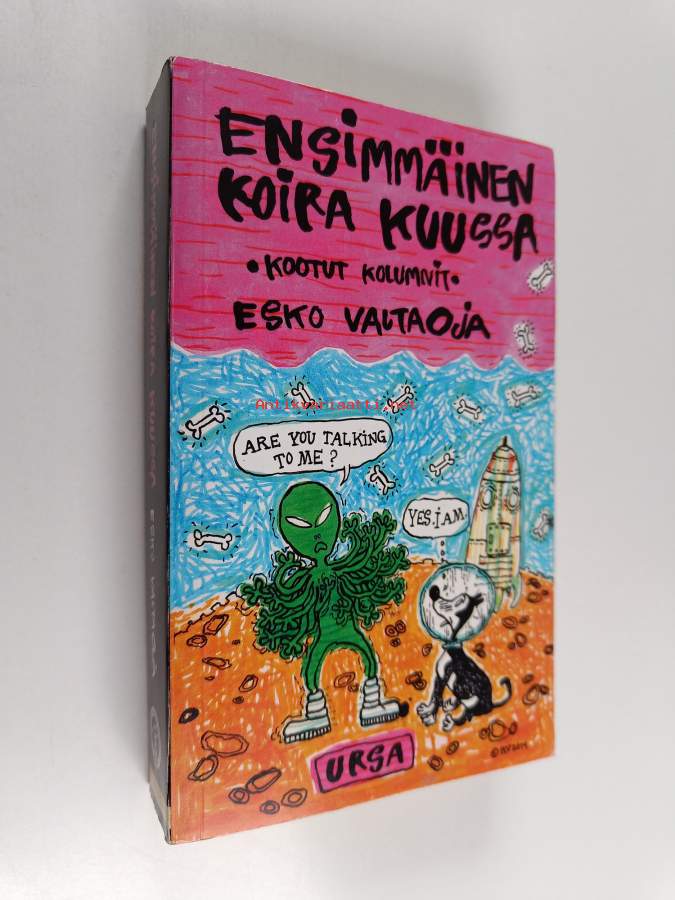 ENSIMMÄINEN
KOIRA KUUSSA
• KOOTUT KOLUMNIT •
ESKO VALTAOJA
Antikvariaatti.net
ARE YOU TALKING
TO ME?
YES. I AM.
URSA